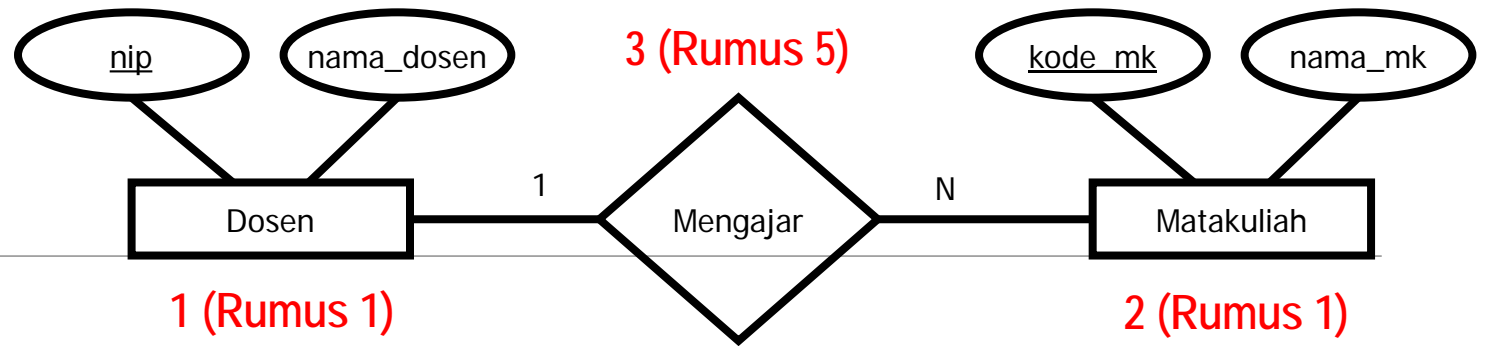 nip
nama_dosen
3 (Rumus 5)
kode_mk
nama_mk
Dosen
1
Mengajar
N
Matakuliah
1 (Rumus 1)
2 (Rumus 1)